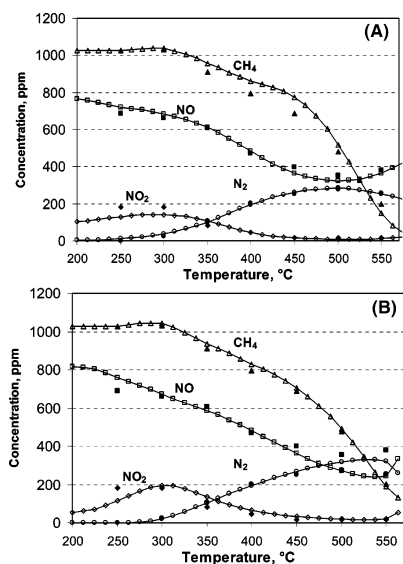 1200
(A)
1000
CH4
800
NO
600
400
N2
NO2
200
0
200 250 300 350 400 450 500 550
Temperature, °C
Concentration, ppm
1200
(B)
1000
CH4
800
NO
600
400
N2
NO2
200
0
200 250 300 350 400 450 500 550
Temperature, °C
Concentration, ppm